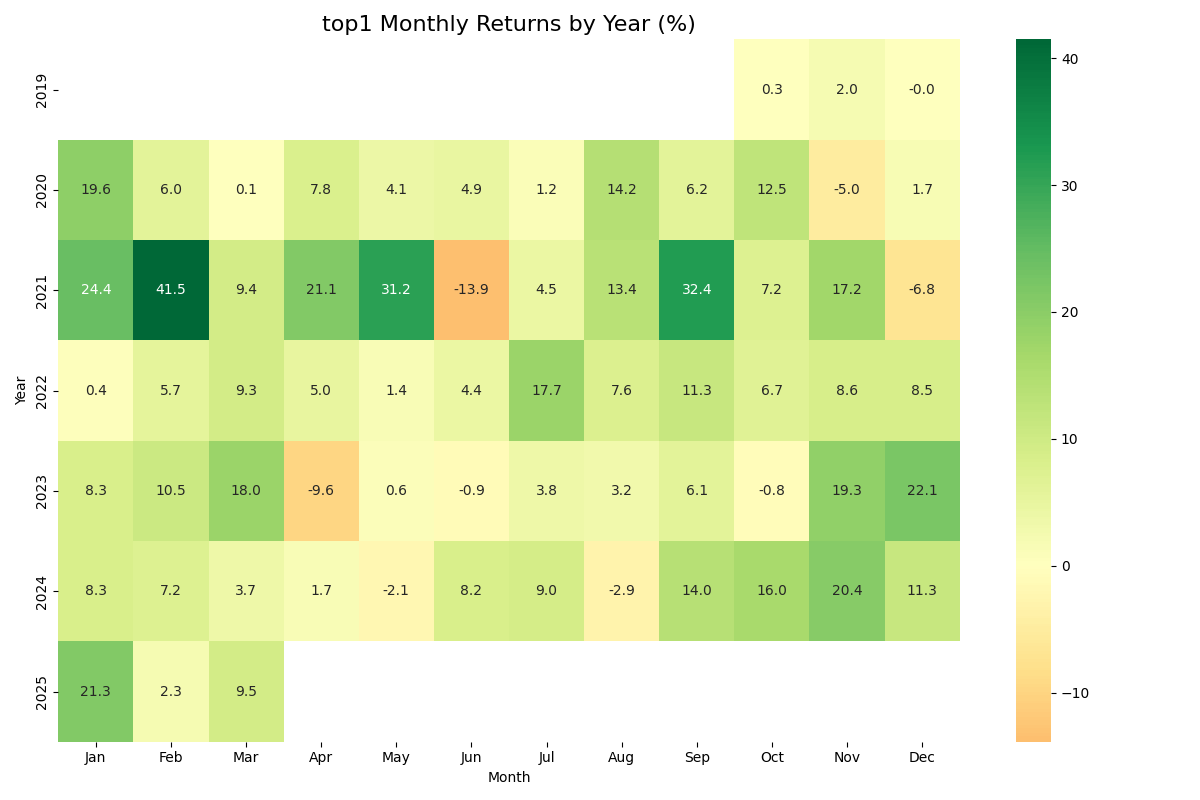 top1 Monthly Returns by Year (%)
2019 0.3 2.0 -0.0
2020 19.6 6.0 0.1 7.8 4.1 4.9 1.2 14.2 6.2 12.5 -5.0 1.7
2021 24.4 41.5 9.4 21.1 31.2 -13.9 4.5 13.4 32.4 7.2 17.2 -6.8
2022 0.4 5.7 9.3 5.0 1.4 4.4 17.7 7.6 11.3 6.7 8.6 8.5
2023 8.3 10.5 18.0 -9.6 0.6 -0.9 3.8 3.2 6.1 -0.8 19.3 22.1
2024 8.3 7.2 3.7 1.7 -2.1 8.2 9.0 -2.9 14.0 16.0 20.4 11.3
2025 21.3 2.3 9.5
Year
Jan Feb Mar Apr May Jun Jul Aug Sep Oct Nov Dec
Month
40
30
20
10
0
−10